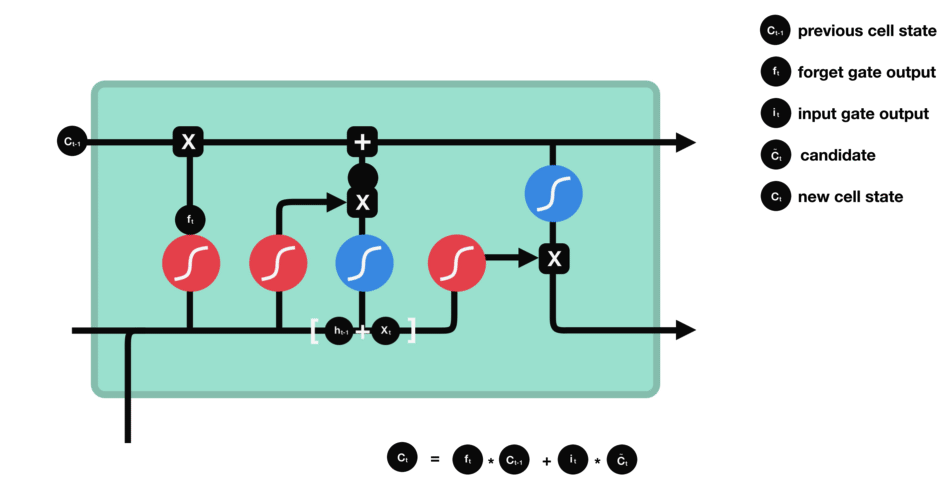 Cₜ₋₁ previous cell state
fₜ forget gate output
iₜ input gate output
C̃ₜ candidate
Cₜ new cell state
X
+
Cₜ₋₁
X
fₜ
X
[ hₜ₋₁ + Xₜ ]
Cₜ = fₜ * Cₜ₋₁ + iₜ * C̃ₜ